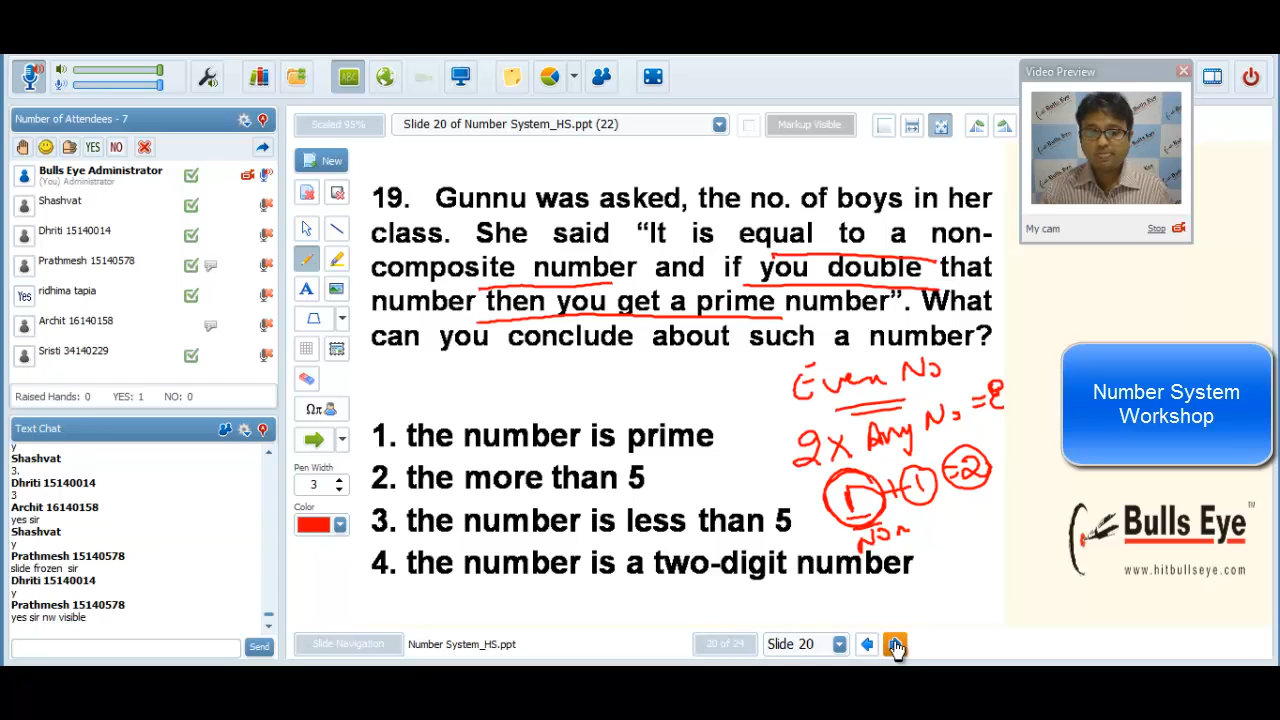 Number of Attendees - 7
YES NO
Bulls Eye Administrator
(You) Administrator
Shashvat
Dhriti 15140014
Prathmesh 15140578
Yes ridhima tapia
Archit 16140158
Sristi 34140229
Raised Hands: 0 YES: 1 NO: 0
Text Chat
y
Shashvat
3.
Dhriti 15140014
3
Archit 16140158
yes sir
Shashvat
y
Prathmesh 15140578
slide frozen sir
Dhriti 15140014
y
Prathmesh 15140578
yes sir nw visible
Send
ABC
Scaled 95%
Slide 20 of Number System_HS.ppt (22)
Markup Visible
New
A
Ωπ
Pen Width
3
Color
19. Gunnu was asked, the no. of boys in her
class. She said “It is equal to a non-
composite number and if you double that
number then you get a prime number”. What
can you conclude about such a number?
Even No
2x Any No = E
1 + 1 = 2
Non
1. the number is prime
2. the more than 5
3. the number is less than 5
4. the number is a two-digit number
Slide Navigation
Number System_HS.ppt
20 of 24
Slide 20
Video Preview
My cam
Stop
Number System
Workshop
Bulls Eye
www.hitbullseye.com